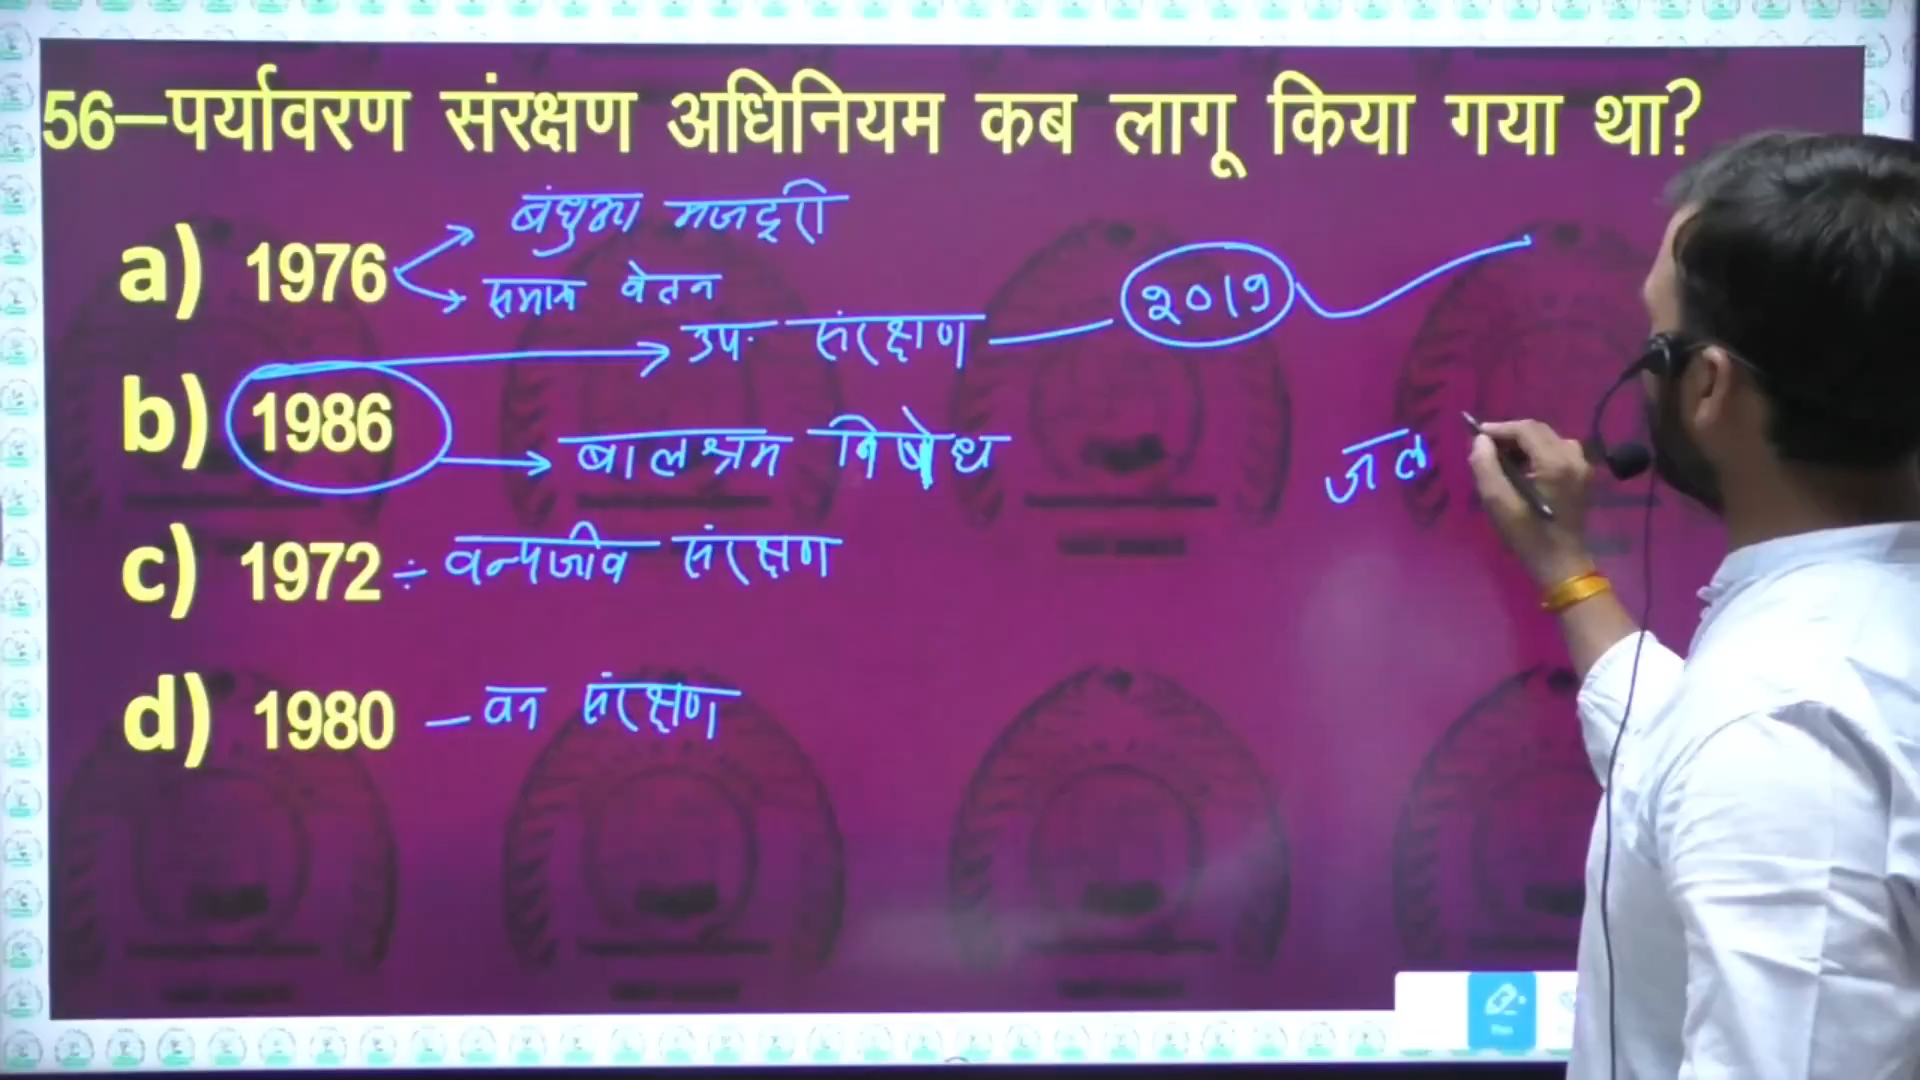 56–पर्यावरण संरक्षण अधिनियम कब लागू किया गया था?
बंधुआ मजदूरी
a) 1976
समान वेतन
उप. संरक्षण — २०१९
b) 1986
बालश्रम निषेध
जल
c) 1972 ÷ वन्यजीव संरक्षण
d) 1980 – वन संरक्षण